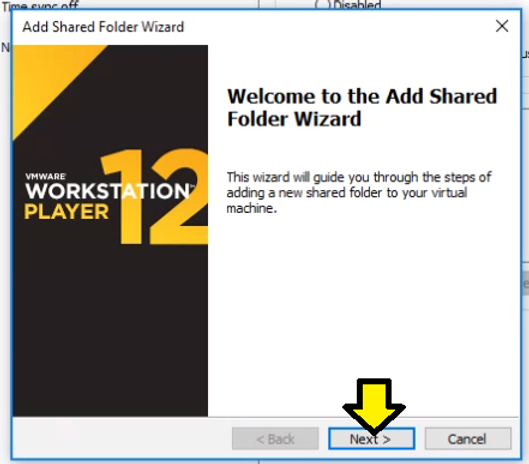 Time sync off
Disabled
Add Shared Folder Wizard
Welcome to the Add Shared
Folder Wizard
This wizard will guide you through the steps of
adding a new shared folder to your virtual
machine.
VMWARE
WORKSTATION™
PLAYER 12
< Back
Next >
Cancel